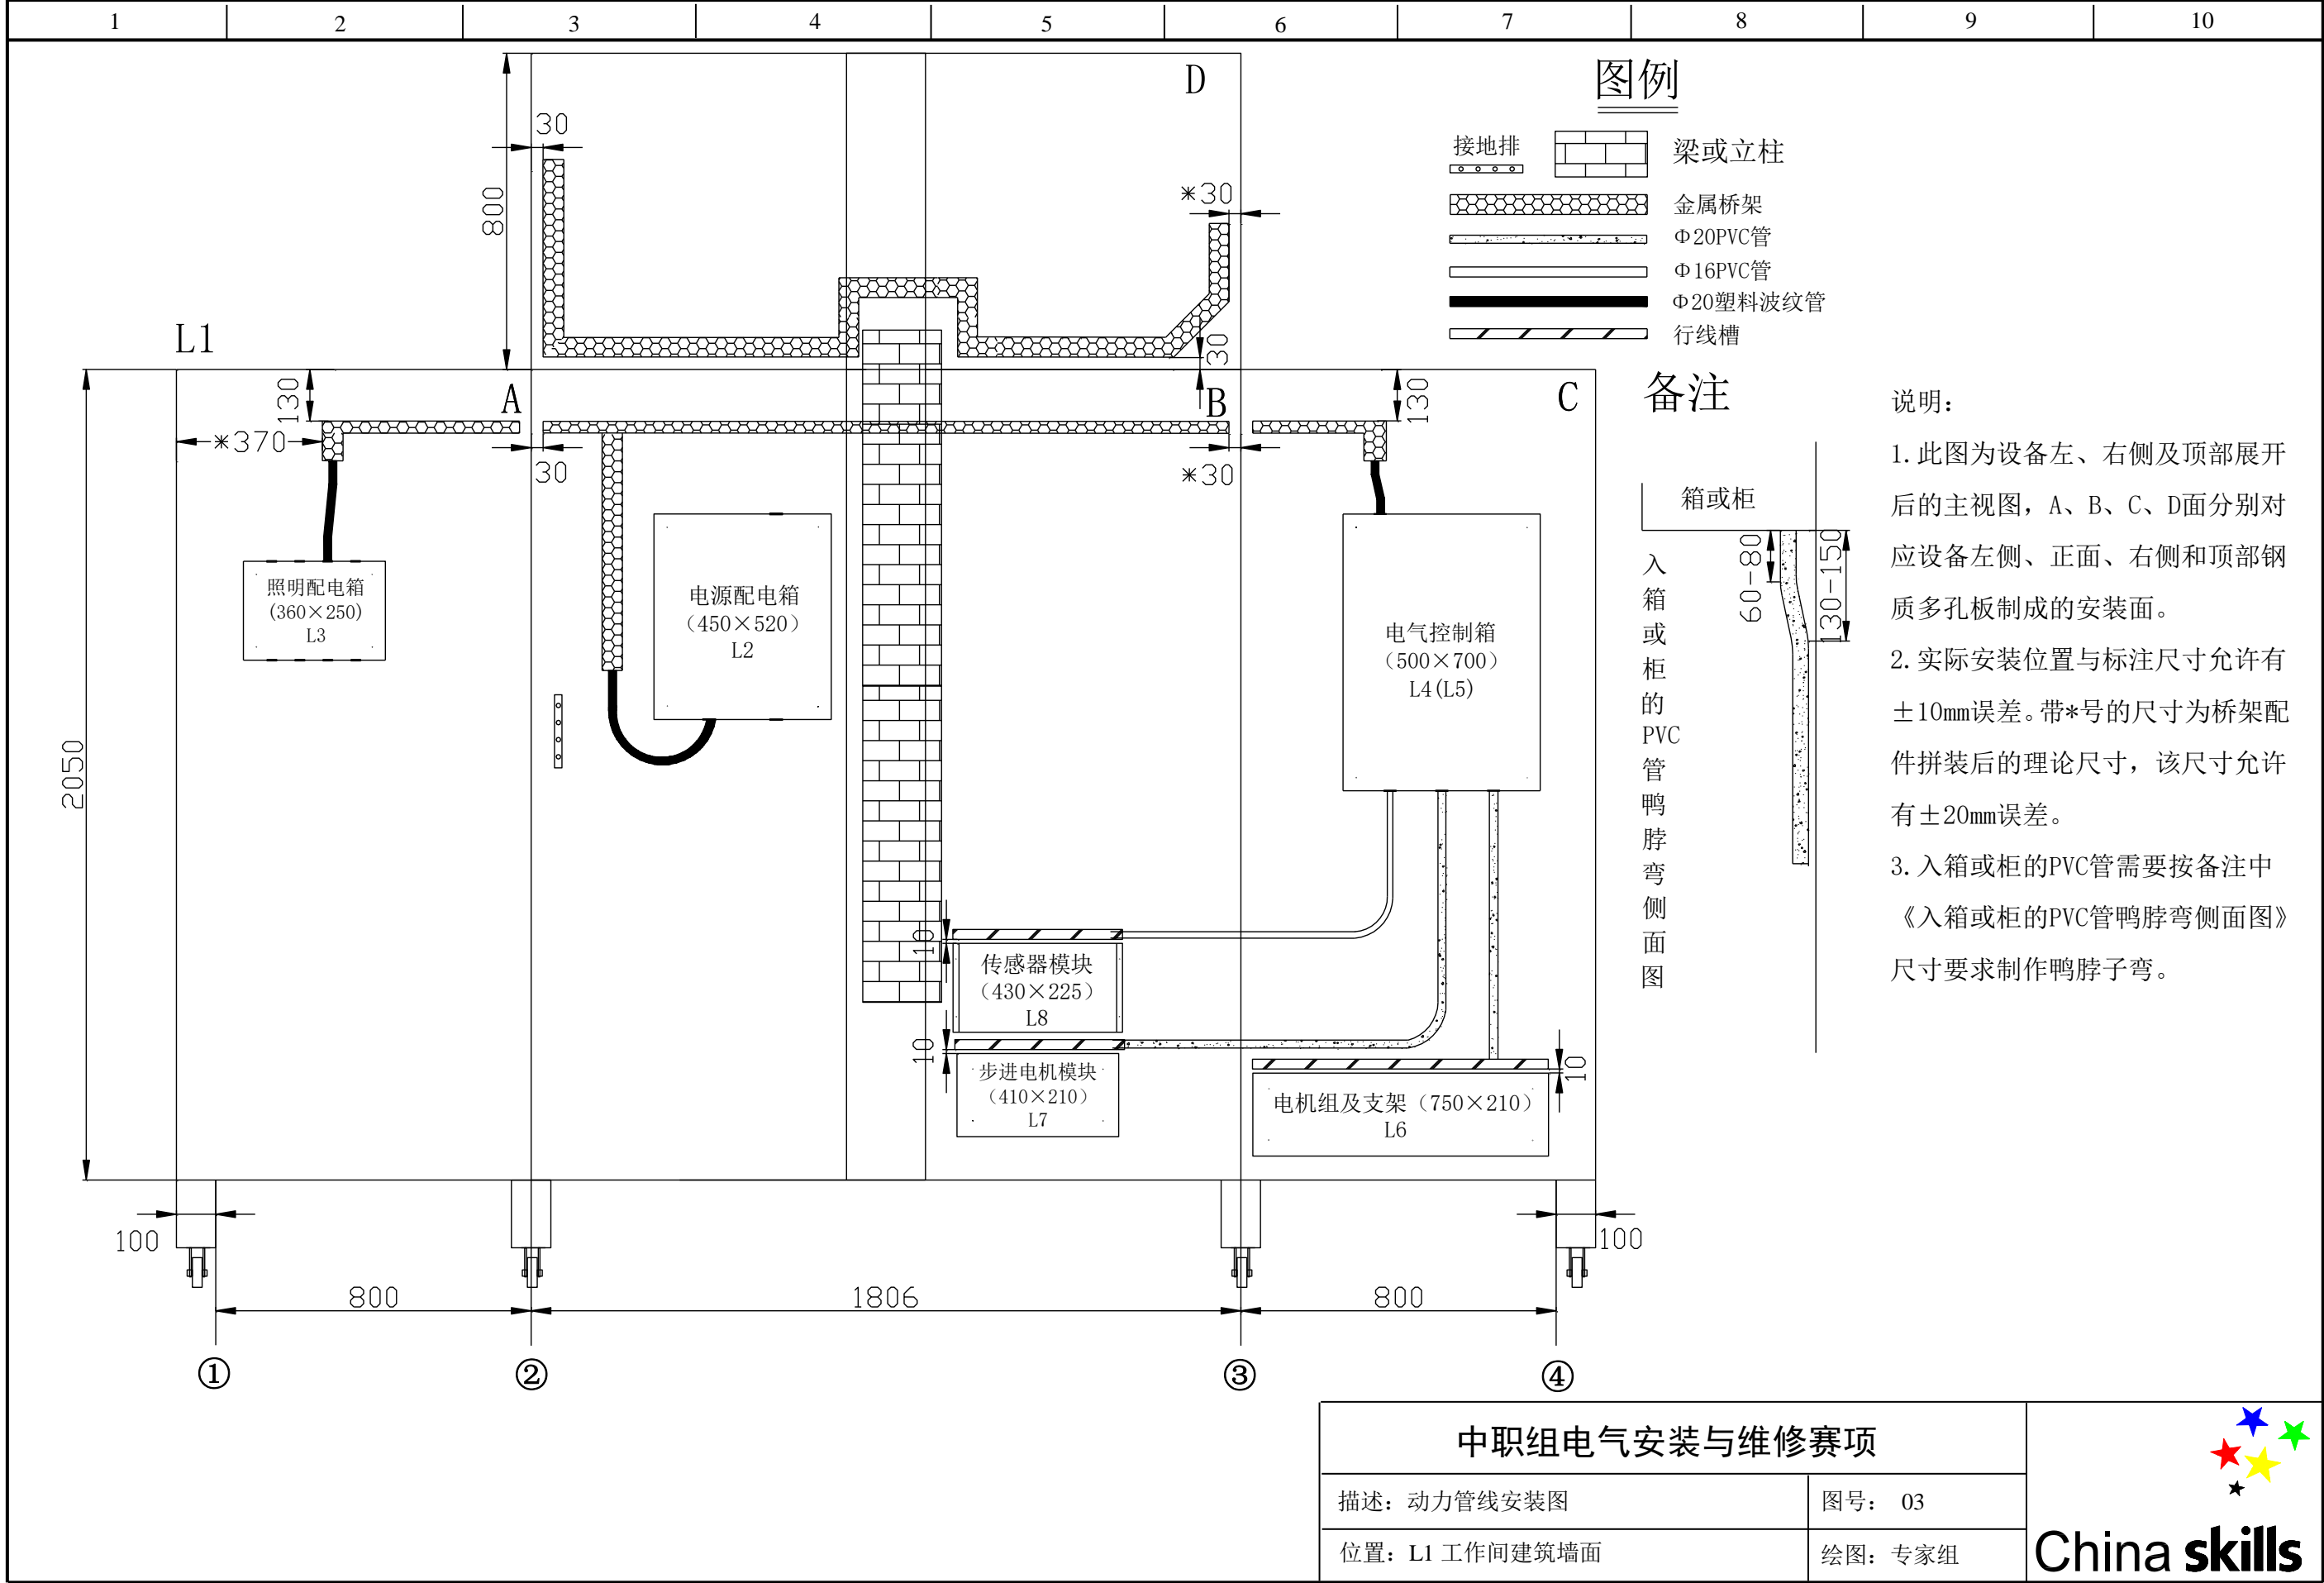 1 2 3 4 5 6 7 8 9 10
D
30
800
*30
30
L1
130
A
B
130
C
*370
30
*30
图例
接地排
梁或立柱
金属桥架
Φ20PVC管
Φ16PVC管
Φ20塑料波纹管
行线槽
备注
箱或柜
60-80
130-150
入箱或柜的PVC管鸭脖弯侧面图
说明：
1.此图为设备左、右侧及顶部展开
后的主视图，A、B、C、D面分别对
应设备左侧、正面、右侧和顶部钢
质多孔板制成的安装面。
2.实际安装位置与标注尺寸允许有
±10mm误差。带*号的尺寸为桥架配
件拼装后的理论尺寸，该尺寸允许
有±20mm误差。
3.入箱或柜的PVC管需要按备注中
《入箱或柜的PVC管鸭脖弯侧面图》
尺寸要求制作鸭脖子弯。
照明配电箱
(360×250)
L3
电源配电箱
（450×520）
L2
电气控制箱
（500×700）
L4(L5)
2050
10
传感器模块
（430×225）
L8
10
步进电机模块
（410×210）
L7
10
电机组及支架（750×210）
L6
100
100
800
1806
800
①
②
③
④
中职组电气安装与维修赛项
描述：动力管线安装图
图号： 03
位置：L1 工作间建筑墙面
绘图：专家组
China skills